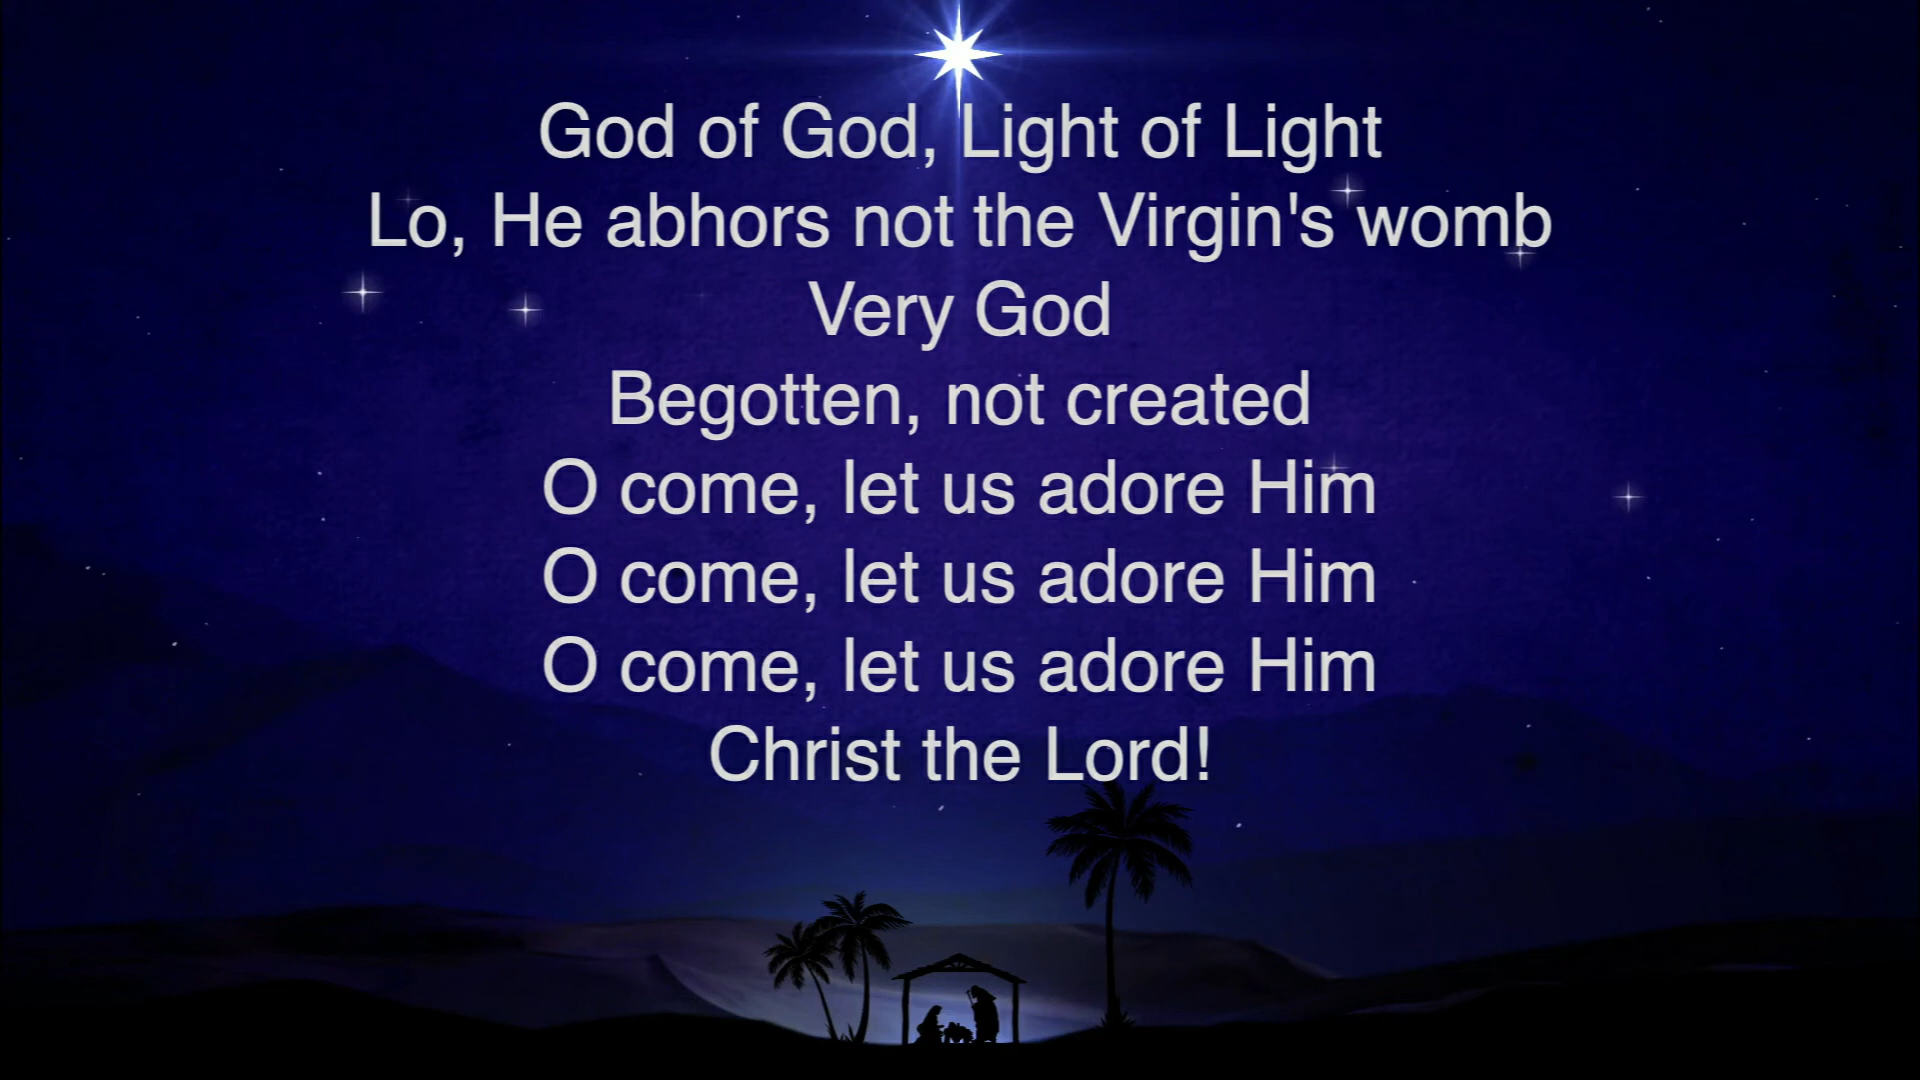 God of God, Light of Light
Lo, He abhors not the Virgin's womb
Very God
Begotten, not created
O come, let us adore Him
O come, let us adore Him
O come, let us adore Him
Christ the Lord!